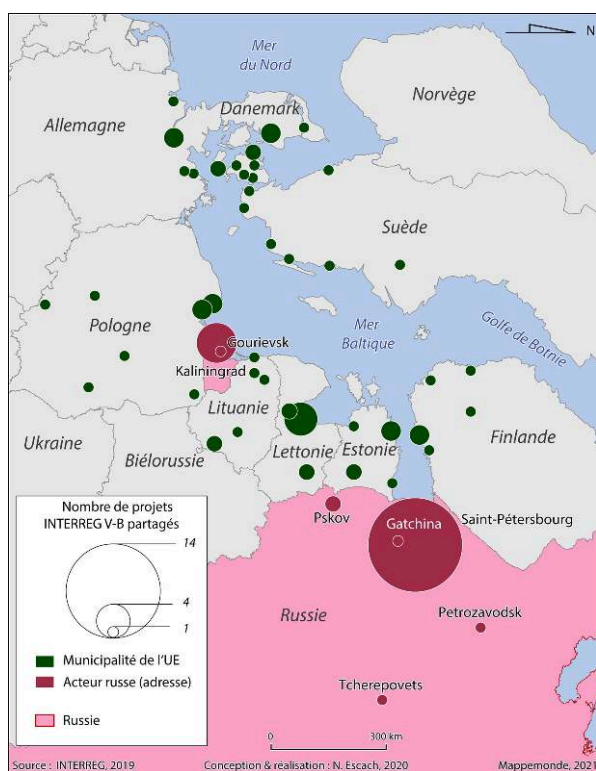 N
Mer
du Nord
Norvège
Danemark
Allemagne
Suède
Golfe de Botnie
Mer
Baltique
Pologne
Gourievsk
Kaliningrad
Lituanie
Finlande
Ukraine
Biélorussie
Lettonie
Estonie
Gatchina
Saint-Pétersbourg
Pskov
Nombre de projets
INTERREG V-B partagés
14
4
1
Municipalité de l'UE
Acteur russe (adresse)
Russie
Russie
Petrozavodsk
Tcherepovets
0 300 km
Source : INTERREG, 2019 Conception & réalisation : N. Escach, 2020 Mappemonde, 2021